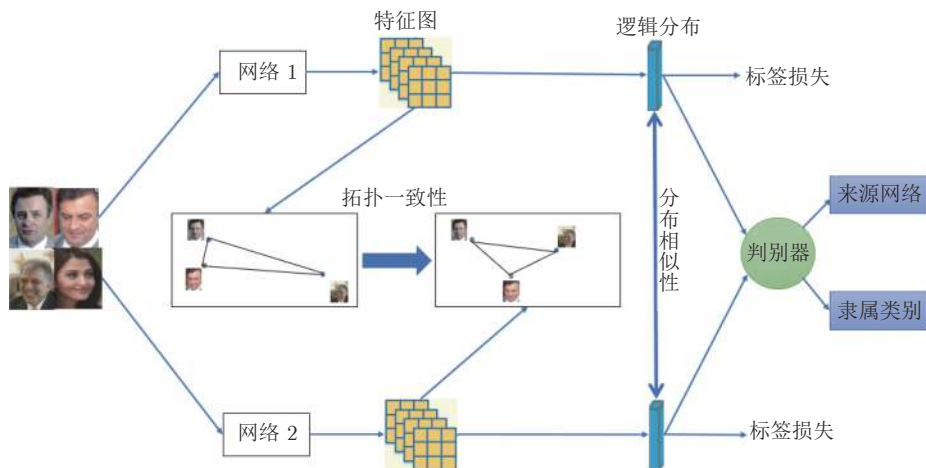 特征图
逻辑分布
网络 1
标签损失
拓扑一致性
分布相似性
来源网络
判别器
隶属类别
网络 2
标签损失